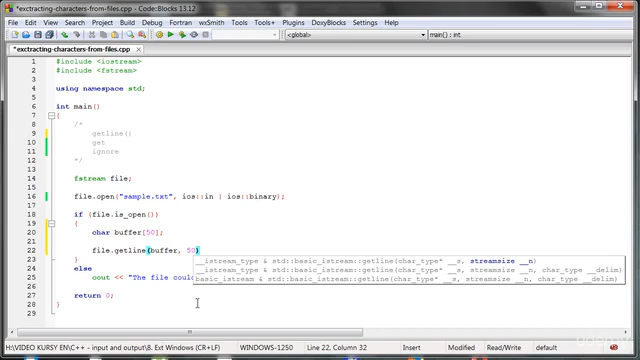 *exctracting-characters-from-files.cpp - Code::Blocks 13.12
File Edit View Search Project Build Debug Fortran wxSmith Tools Tools+ Plugins DoxyBlocks Settings Help
<global>
main() : int
*exctracting-characters-from-files.cpp
1 #include <iostream>
2 #include <fstream>
3
4 using namespace std;
5
6 int main()
7 {
8 /*
9 getline()
10 get
11 ignore
12 */
13
14 fstream file;
15
16 file.open("sample.txt", ios::in | ios::binary);
17
18 if (file.is_open())
19 {
20 char buffer[50];
21
22 file.getline(buffer, 50)
__istream_type & std::basic_istream::getline(char_type* __s, streamsize __n)
23 }
__istream_type & std::basic_istream::getline(char_type* __s, streamsize __n, char_type __delim)
24 else
25 cout << "The file could
basic_istream & std::basic_istream::getline(char_type* __s, streamsize __n, char_type __delim)
26
27 return 0;
28 }
29
H:\VIDEO KURSY EN\C++ - input and output\8. Ext Windows (CR+LF) WINDOWS-1250 Line 22, Column 32 Insert Modified Read/Write default